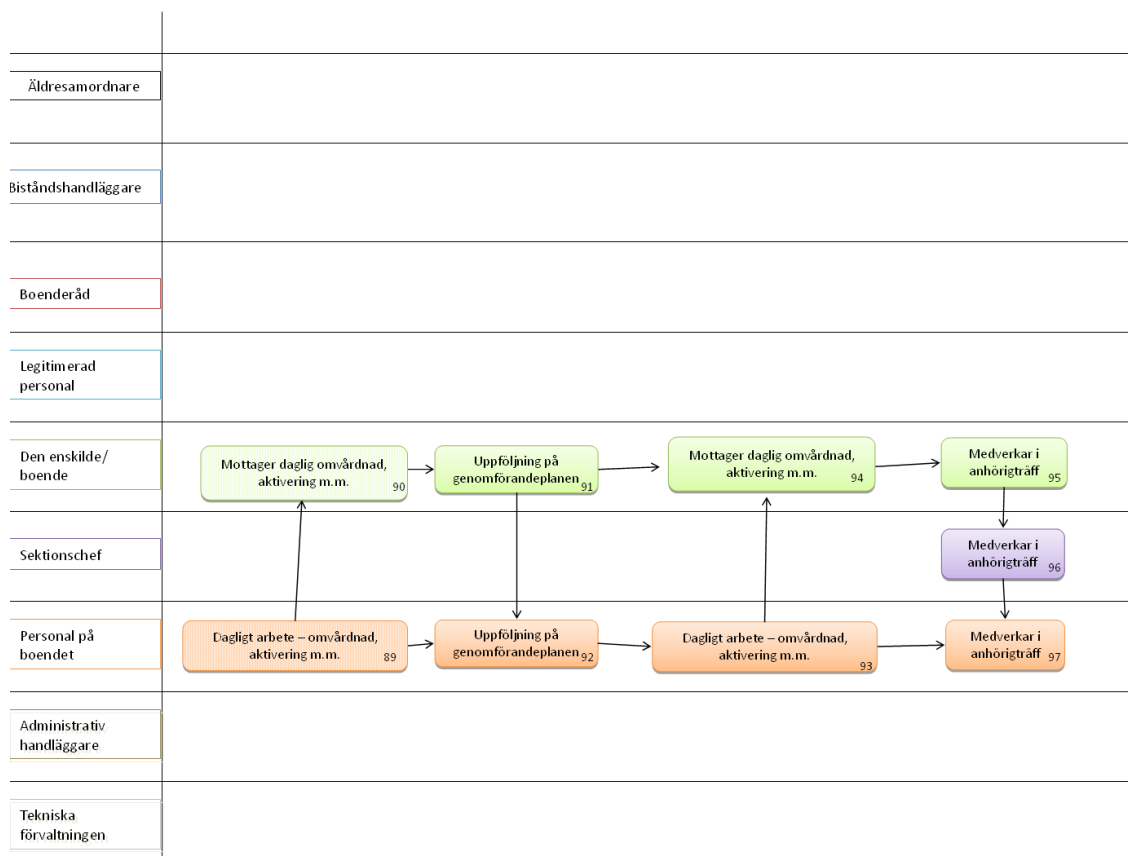 Äldresamordnare
Biståndshandläggare
Boenderåd
Legitimerad
personal
Den enskilde/
boende
Mottager daglig omvårdnad,
aktivering m.m.
90
Uppföljning på
genomförandeplanen
91
Mottager daglig omvårdnad,
aktivering m.m.
94
Medverkar i
anhörigträff
95
Sektionschef
Medverkar i
anhörigträff
96
Personal på
boendet
Dagligt arbete – omvårdnad,
aktivering m.m.
89
Uppföljning på
genomförandeplanen
92
Dagligt arbete – omvårdnad,
aktivering m.m.
93
Medverkar i
anhörigträff
97
Administrativ
handläggare
Tekniska
förvaltningen